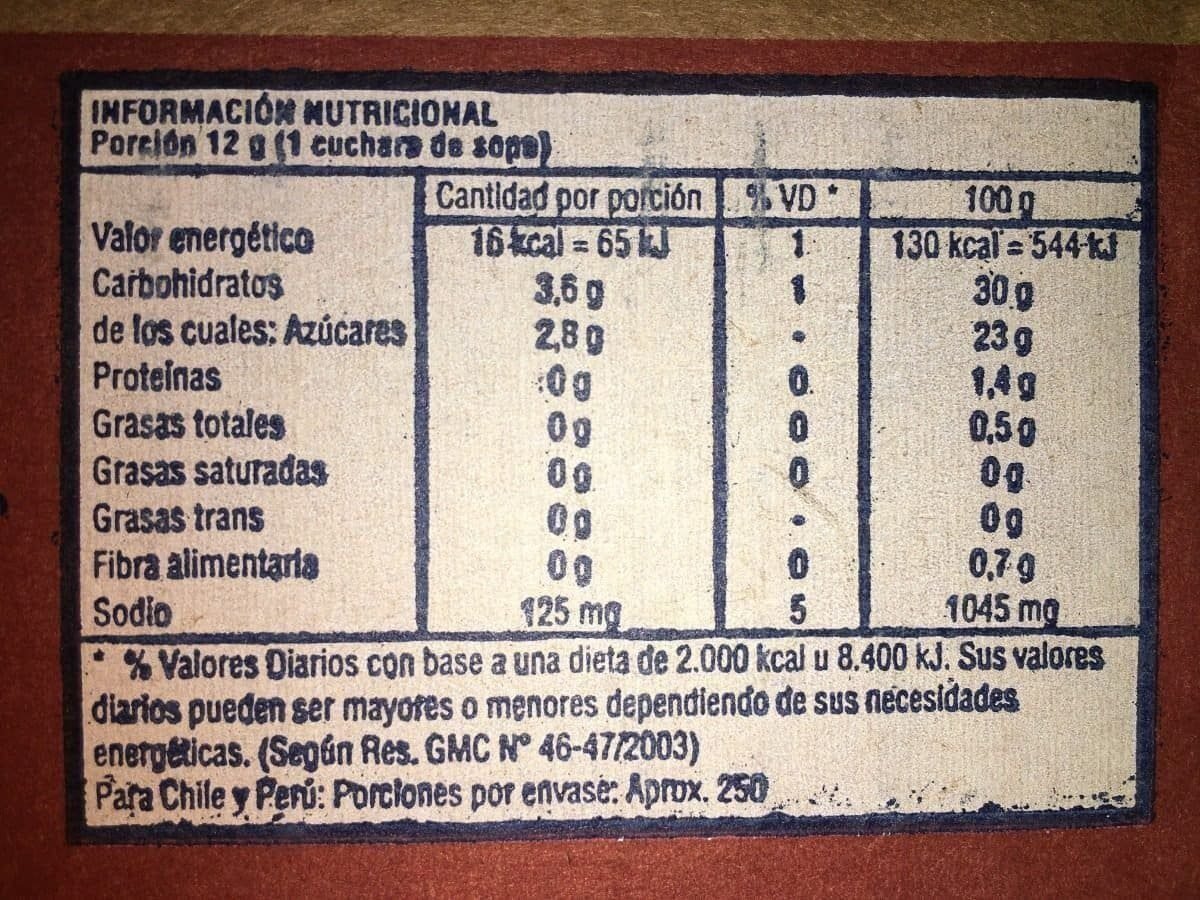 INFORMACIÓN NUTRICIONAL
Porción 12 g (1 cuchara de sopa)
Cantidad por porción % VD * 100 g
Valor energético 16 kcal = 65 kJ 1 130 kcal = 544 kJ
Carbohidratos 3,6 g 1 30 g
de los cuales: Azúcares 2,8 g - 23 g
Proteínas 0 g 0 1,4 g
Grasas totales 0 g 0 0,5 g
Grasas saturadas 0 g 0 0 g
Grasas trans 0 g - 0 g
Fibra alimentaria 0 g 0 0,7 g
Sodio 125 mg 5 1045 mg
* % Valores Diarios con base a una dieta de 2.000 kcal u 8.400 kJ. Sus valores
diarios pueden ser mayores o menores dependiendo de sus necesidades
energéticas. (Según Res. GMC Nº 46-47/2003)
Para Chile y Perú: Porciones por envase: Aprox. 250